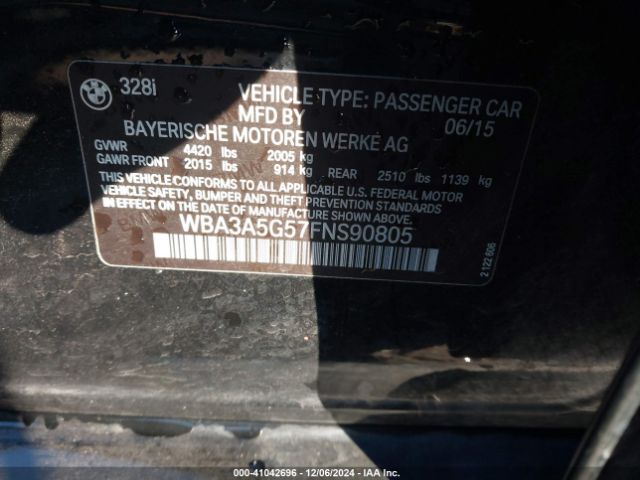 328i
VEHICLE TYPE: PASSENGER CAR
MFD BY 06/15
BAYERISCHE MOTOREN WERKE AG
GVWR 4420 lbs 2005 kg
GAWR FRONT 2015 lbs 914 kg REAR 2510 lbs 1139 kg
THIS VEHICLE CONFORMS TO ALL APPLICABLE U.S. FEDERAL MOTOR
VEHICLE SAFETY, BUMPER AND THEFT PREVENTION STANDARDS
IN EFFECT ON THE DATE OF MANUFACTURE SHOWN ABOVE.
WBA3A5G57FNS90805
2 122 606
000-41042696 - 12/06/2024 - IAA Inc.